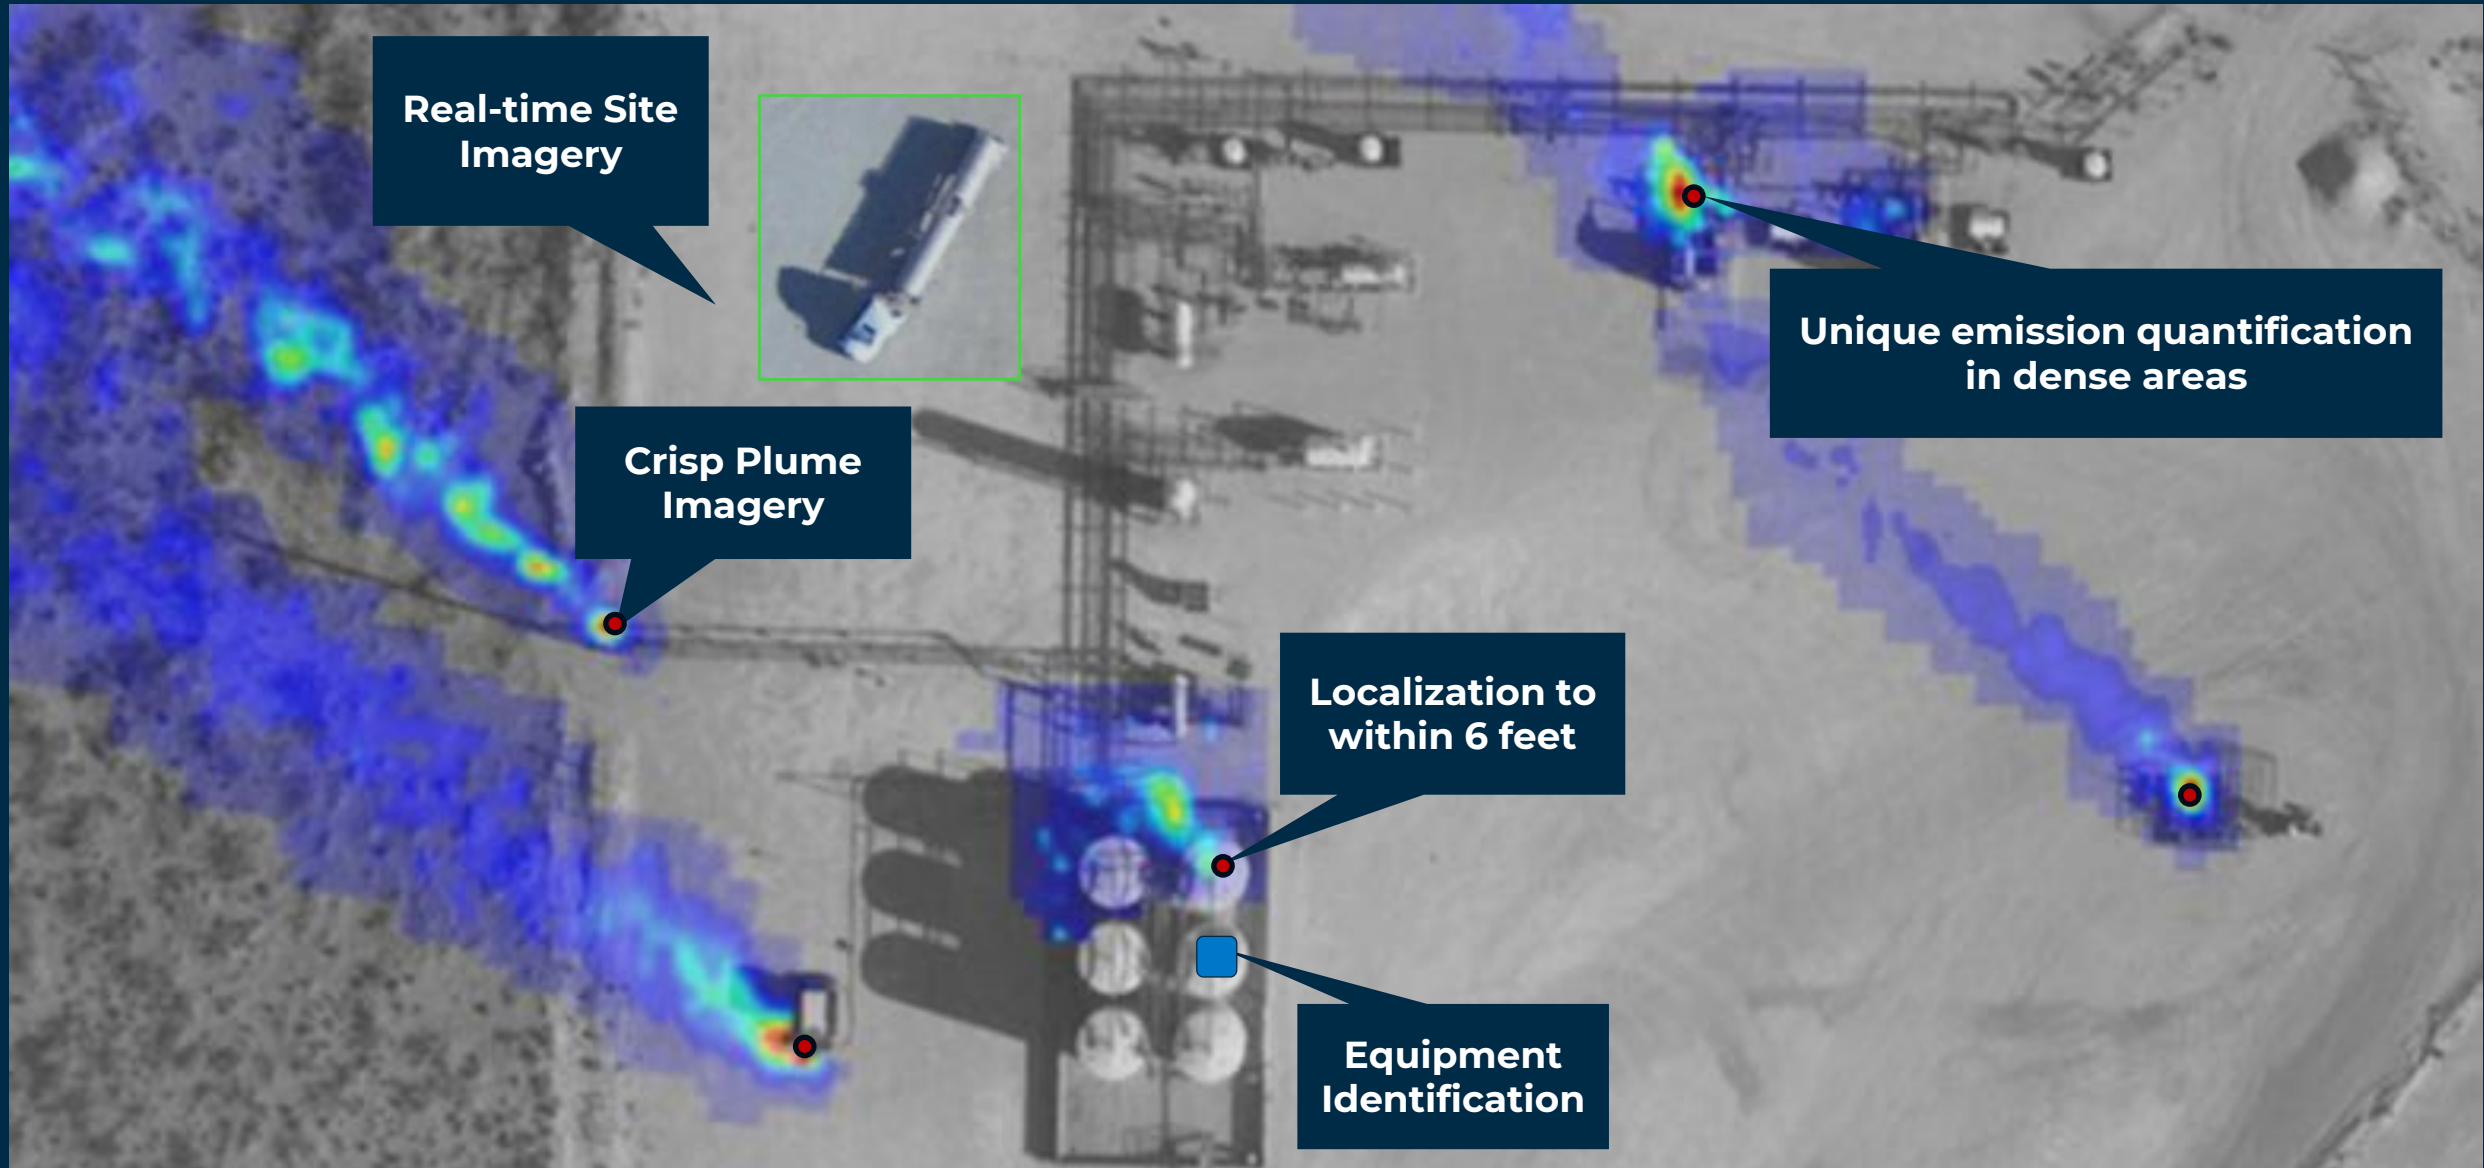 Real-time Site
Imagery
Crisp Plume
Imagery
Unique emission quantification
in dense areas
Localization to
within 6 feet
Equipment
Identification